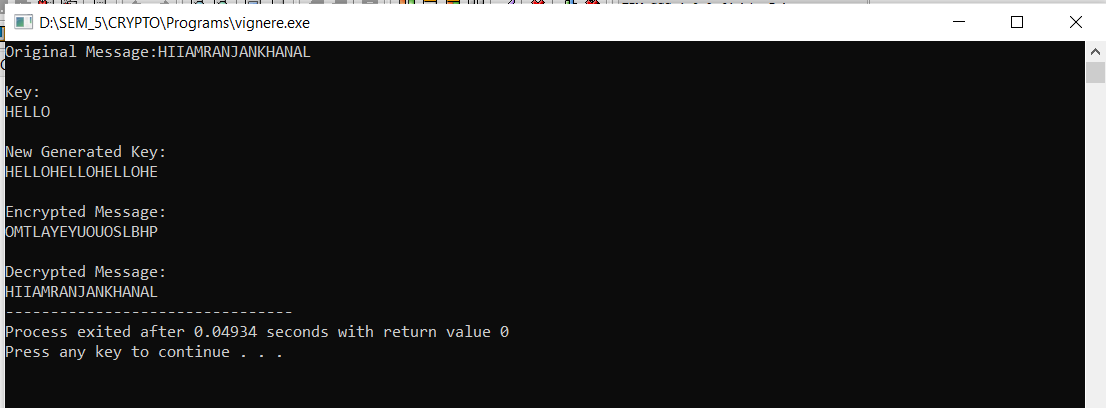 D:\SEM_5\CRYPTO\Programs\vignere.exe
Original Message:HIIAMRANJANKHANAL
Key:
HELLO
New Generated Key:
HELLOHELLOHELLOHE
Encrypted Message:
OMTLAYEYUOUOSLBHP
Decrypted Message:
HIIAMRANJANKHANAL
--------------------------------
Process exited after 0.04934 seconds with return value 0
Press any key to continue . . .